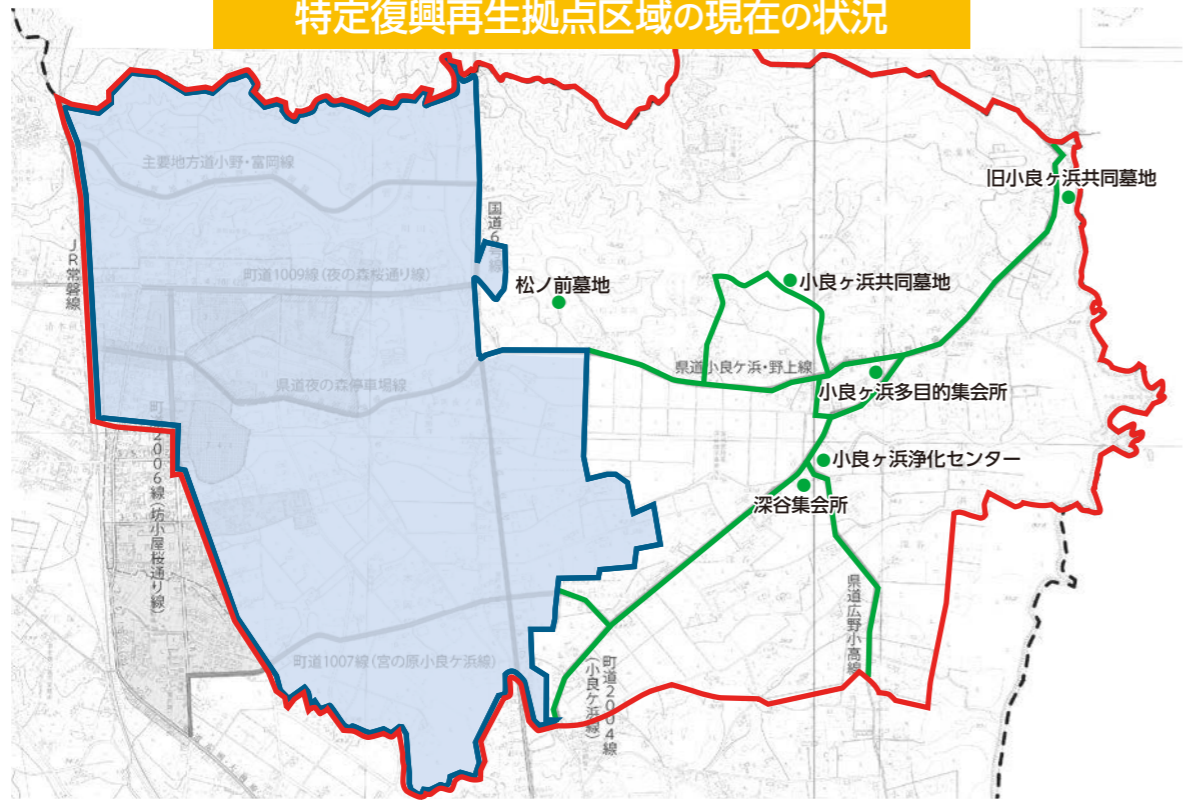 特定復興再生拠点区域の現在の状況
主要地方道小野・富岡線
旧小良ヶ浜共同墓地
国道6号線
JR常磐線
町道1009線(夜の森桜通り線)
松ノ前墓地
小良ヶ浜共同墓地
県道小良ケ浜・野上線
県道夜の森停車場線
小良ヶ浜多目的集会所
町道2006線(坊小屋桜通り線)
小良ヶ浜浄化センター
深谷集会所
県道広野小高線
町道1007線(宮の原小良ケ浜線)
町道2004線
(小良ケ浜線)